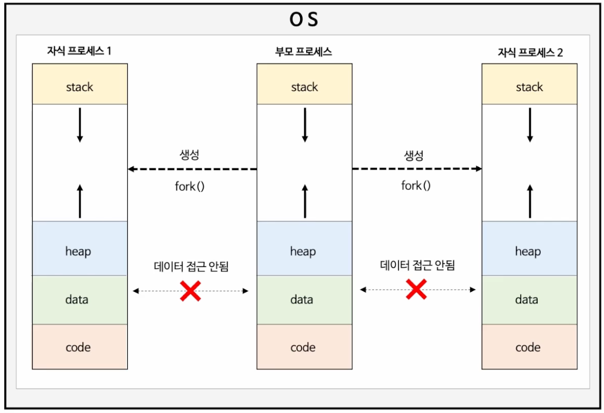 OS
자식 프로세스 1
부모 프로세스
자식 프로세스 2
stack
stack
stack
생성
생성
fork()
fork()
heap
heap
heap
데이터 접근 안됨
데이터 접근 안됨
data
data
data
code
code
code